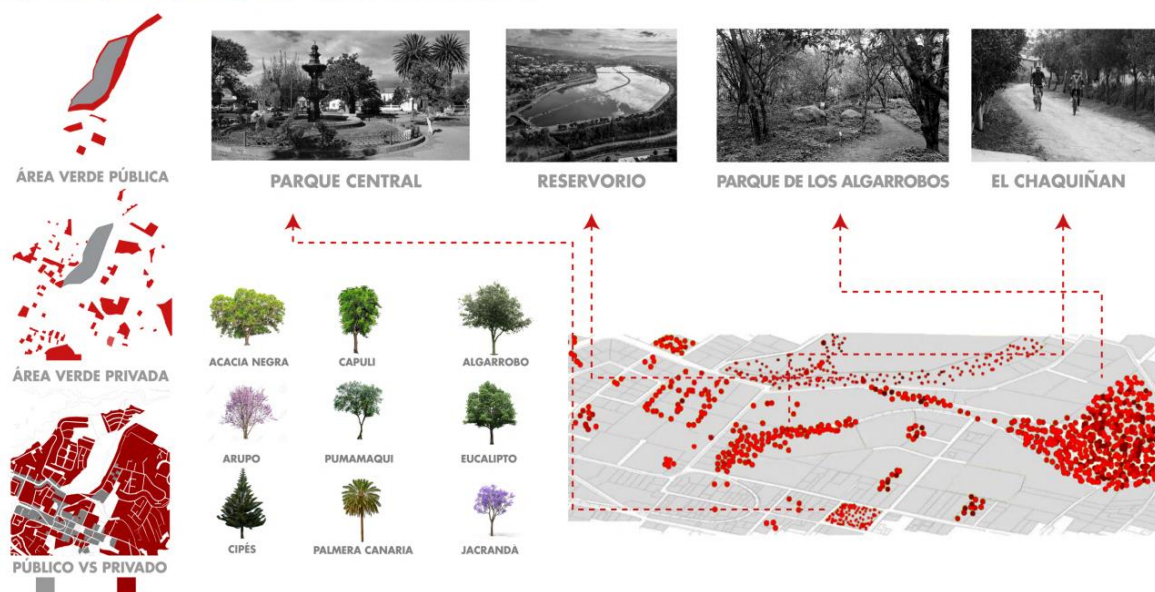 PARQUE CENTRAL
RESERVORIO
PARQUE DE LOS ALGARROBOS
EL CHAQUIÑAN
ÁREA VERDE PÚBLICA
ÁREA VERDE PRIVADA
PÚBLICO VS PRIVADO
ACACIA NEGRA
CAPULI
ALGARROBO
ARUPO
PUMAMAQUI
EUCALIPTO
CIPÉS
PALMERA CANARIA
JACRANDÀ